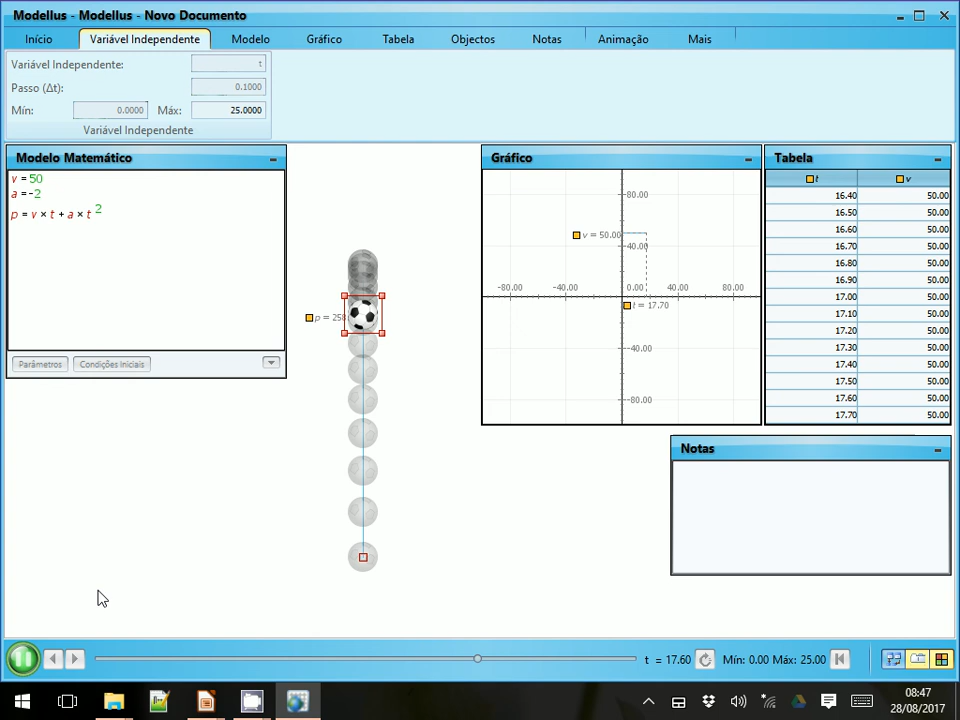 Modellus - Modellus - Novo Documento
Início Variável Independente Modelo Gráfico Tabela Objectos Notas Animação Mais
Variável Independente: t
Passo (Δt): 0.1000
Mín: 0.0000 Máx: 25.0000
Variável Independente
Modelo Matemático
v = 50
a = -2
p = v × t + a × t 2
Parâmetros Condições Iniciais
p = 258
Gráfico
80.00
v = 50.00
40.00
-80.00 -40.00 0.00 40.00 80.00
t = 17.70
-40.00
-80.00
Tabela
t v
16.40 50.00
16.50 50.00
16.60 50.00
16.70 50.00
16.80 50.00
16.90 50.00
17.00 50.00
17.10 50.00
17.20 50.00
17.30 50.00
17.40 50.00
17.50 50.00
17.60 50.00
17.70 50.00
Notas
t = 17.60 Mín: 0.00 Máx: 25.00
08:47
28/08/2017